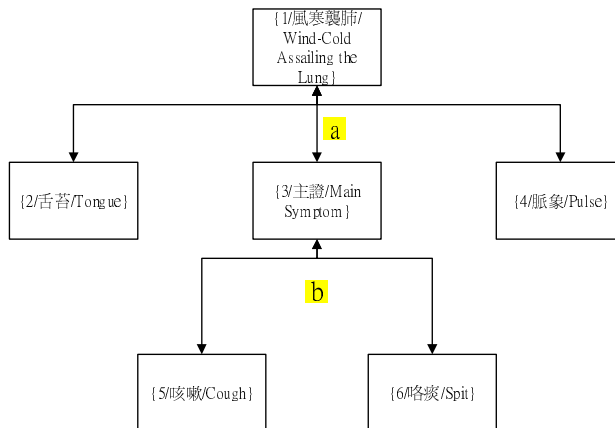 {1/風寒襲肺/
Wind-Cold
Assailing the
Lung}
a
{2/舌苔/Tongue}
{3/主證/Main
Symptom}
{4/脈象/Pulse}
b
{5/咳嗽/Cough}
{6/咯痰/Spit}